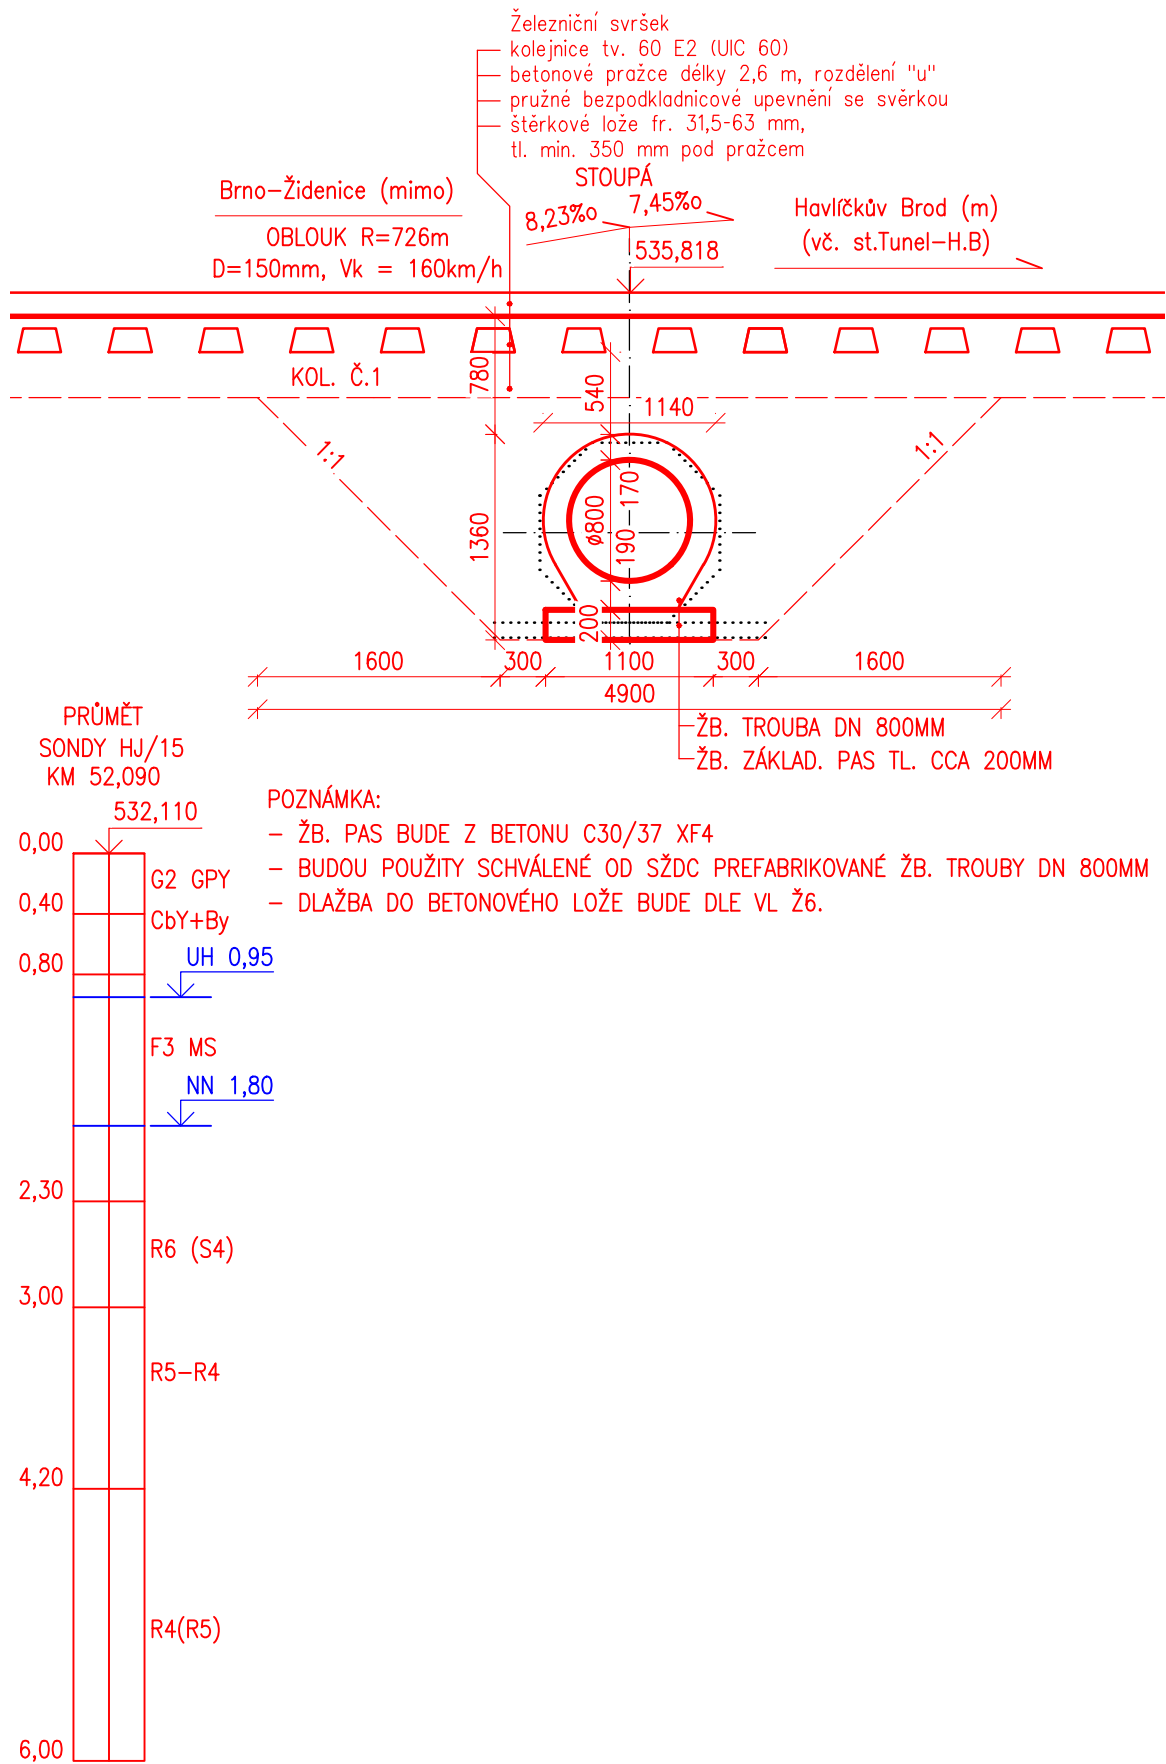 Železniční svršek
kolejnice tv. 60 E2 (UIC 60)
betonové pražce délky 2,6 m, rozdělení "u"
pružné bezpodkladnicové upevnění se svěrkou
štěrkové lože fr. 31,5-63 mm,
tl. min. 350 mm pod pražcem
STOUPÁ
8,23%o
7,45%o
535,818
Brno-Židenice (mimo)
OBLOUK R=726m
D=150mm, Vk = 160km/h
Havlíčkův Brod (m)
(vč. st.Tunel-H.B)
KOL. Č.1
780
540
1140
1:1
1:1
1360
ø800
170
190
200
1600
300
1100
300
1600
4900
ŽB. TROUBA DN 800MM
ŽB. ZÁKLAD. PAS TL. CCA 200MM
PRŮMĚT
SONDY HJ/15
KM 52,090
532,110
POZNÁMKA:
- ŽB. PAS BUDE Z BETONU C30/37 XF4
- BUDOU POUŽITY SCHVÁLENÉ OD SŽDC PREFABRIKOVANÉ ŽB. TROUBY DN 800MM
- DLAŽBA DO BETONOVÉHO LOŽE BUDE DLE VL Ž6.
0,00
G2 GPY
0,40
CbY+By
0,80
UH 0,95
F3 MS
NN 1,80
2,30
R6 (S4)
3,00
R5-R4
4,20
R4(R5)
6,00